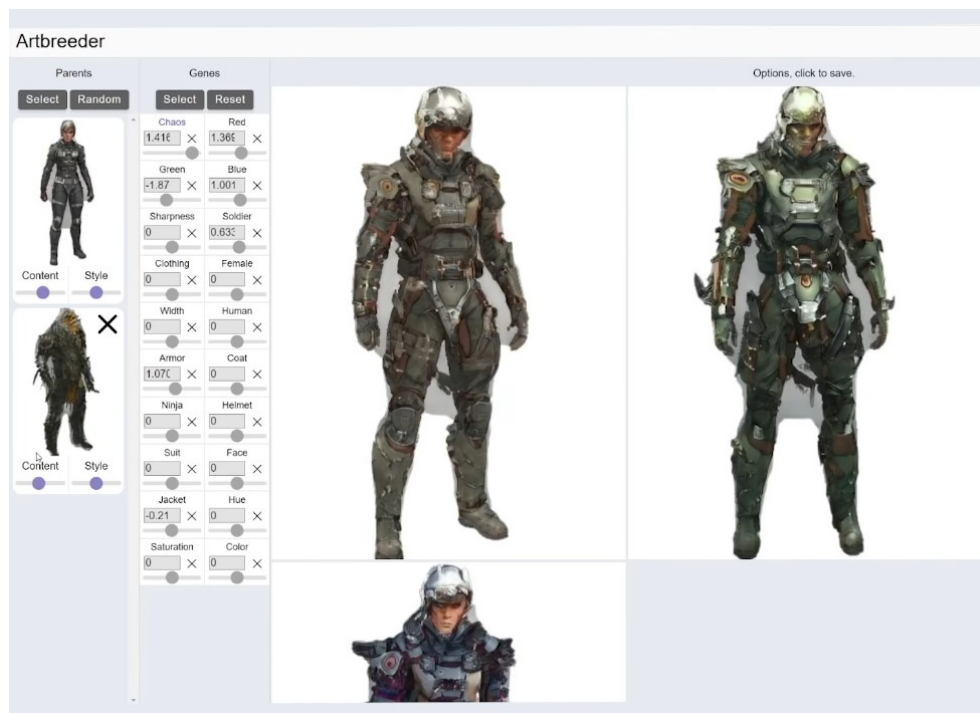 Artbreeder
Parents
Genes
Options, click to save.
Select Random
Select Reset
Chaos Red
1.416 1.369
Green Blue
-1.87 1.001
Sharpness Soldier
0 0.633
Clothing Female
0 0
Content Style
Width Human
0 0
Armor Coat
1.070 0
Ninja Helmet
0 0
Suit Face
0 0
Content Style
Jacket Hue
-0.21 0
Saturation Color
0 0